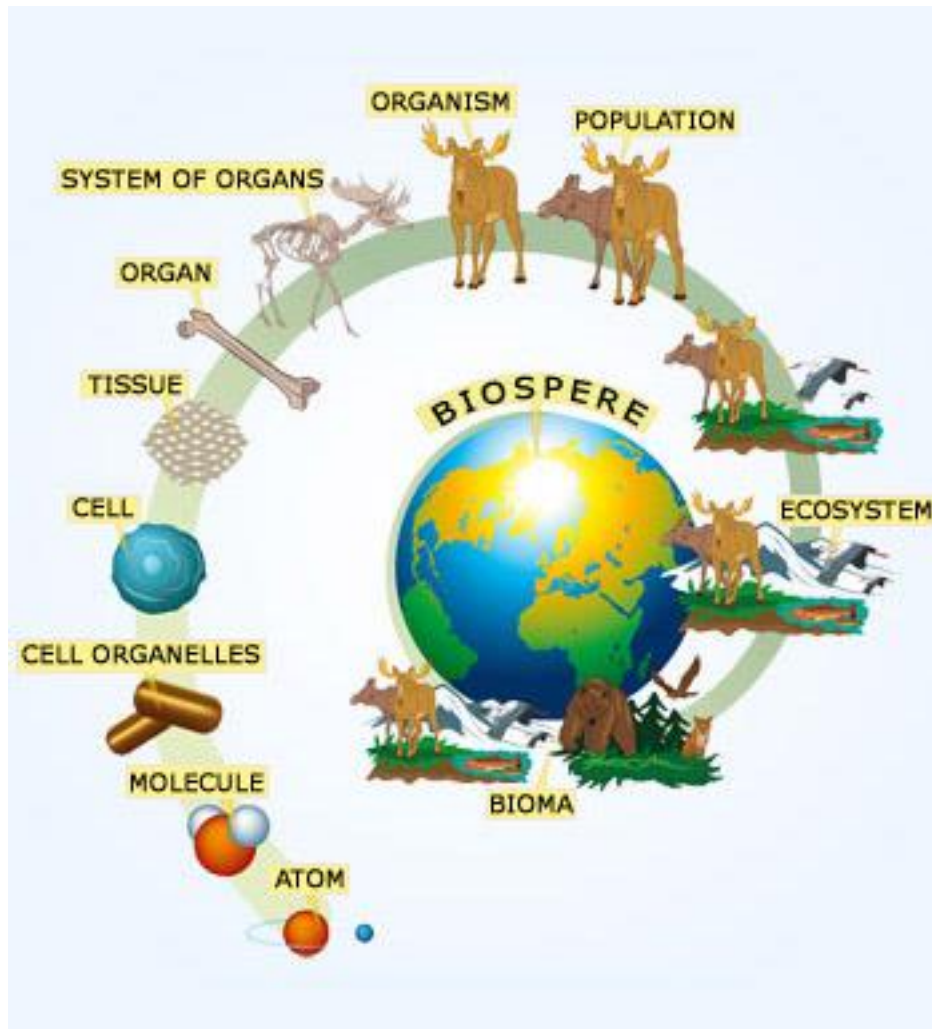 ORGANISM
POPULATION
SYSTEM OF ORGANS
ORGAN
TISSUE
BIOSPERE
CELL
ECOSYSTEM
CELL ORGANELLES
MOLECULE
BIOMA
ATOM